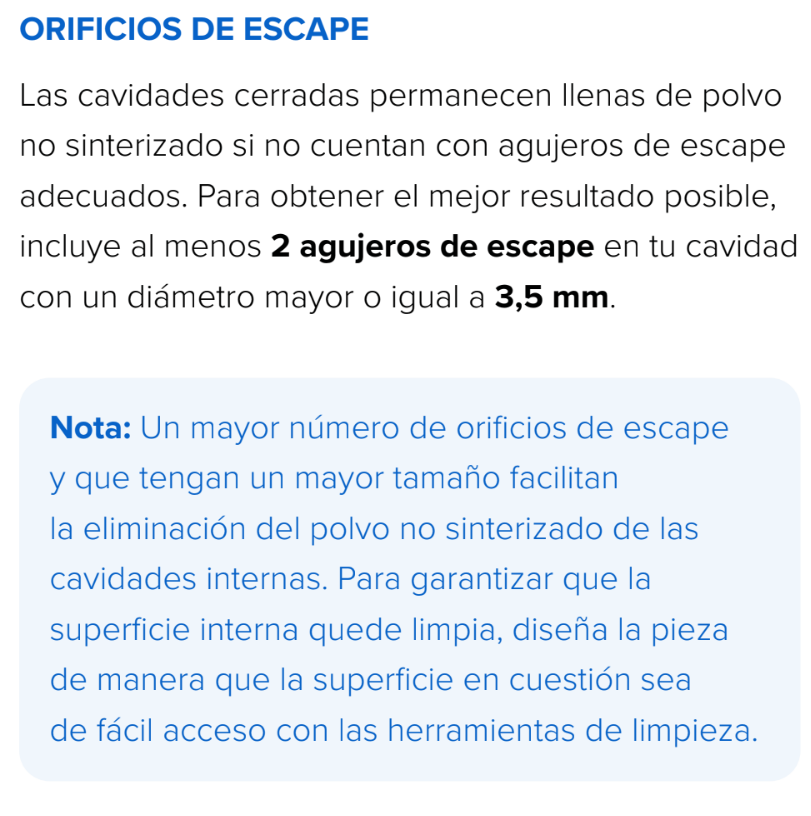 ORIFICIOS DE ESCAPE
Las cavidades cerradas permanecen llenas de polvo
no sinterizado si no cuentan con agujeros de escape
adecuados. Para obtener el mejor resultado posible,
incluye al menos 2 agujeros de escape en tu cavidad
con un diámetro mayor o igual a 3,5 mm.
Nota: Un mayor número de orificios de escape
y que tengan un mayor tamaño facilitan
la eliminación del polvo no sinterizado de las
cavidades internas. Para garantizar que la
superficie interna quede limpia, diseña la pieza
de manera que la superficie en cuestión sea
de fácil acceso con las herramientas de limpieza.